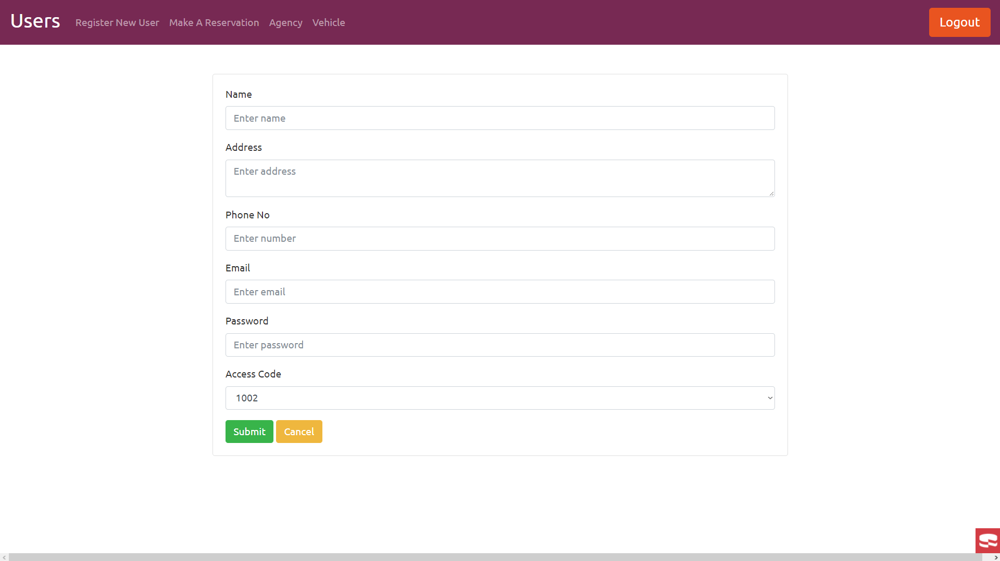 Users Register New User Make A Reservation Agency Vehicle Logout
Name
Enter name
Address
Enter address
Phone No
Enter number
Email
Enter email
Password
Enter password
Access Code
1002
Submit Cancel